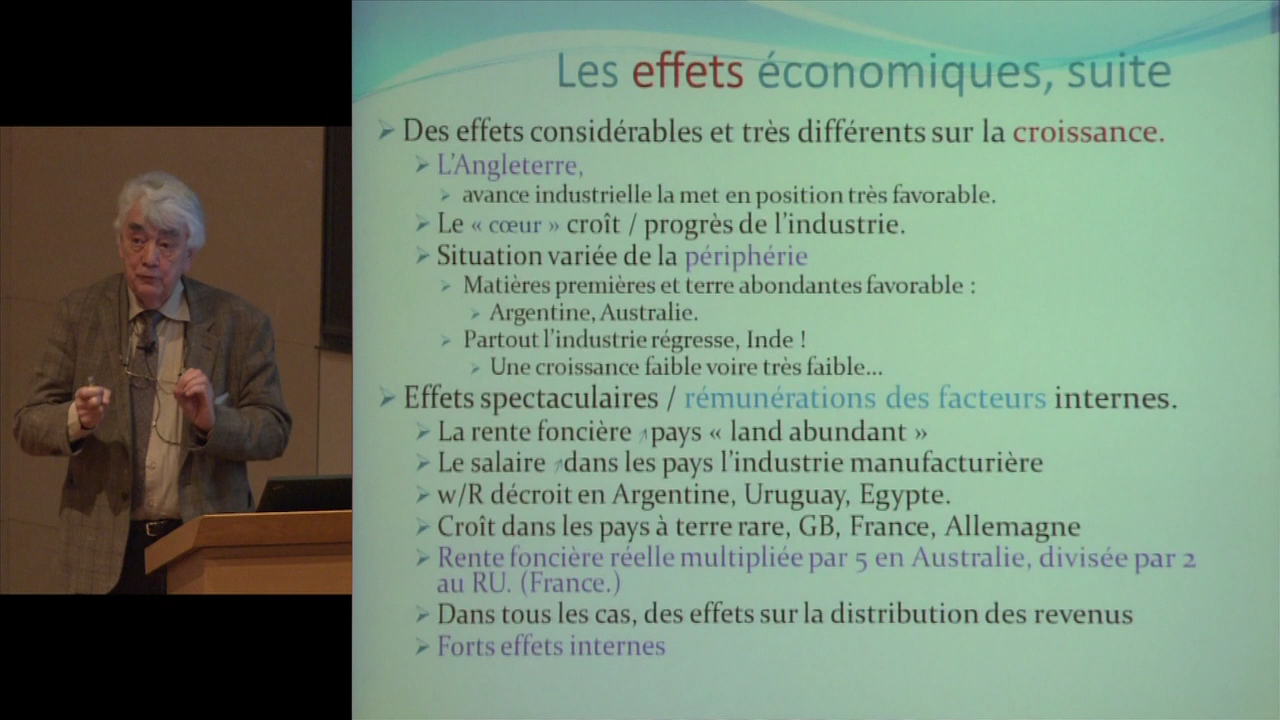 Les effets économiques, suite
Des effets considérables et très différents sur la croissance.
L'Angleterre,
avance industrielle la met en position très favorable.
Le « cœur » croît / progrès de l'industrie.
Situation variée de la périphérie
Matières premières et terre abondantes favorable :
Argentine, Australie.
Partout l'industrie régresse, Inde !
Une croissance faible voire très faible...
Effets spectaculaires / rémunérations des facteurs internes.
La rente foncière ↗pays « land abundant »
Le salaire ↗dans les pays l'industrie manufacturière
w/R décroit en Argentine, Uruguay, Egypte.
Croît dans les pays à terre rare, GB, France, Allemagne
Rente foncière réelle multipliée par 5 en Australie, divisée par 2
au RU. (France.)
Dans tous les cas, des effets sur la distribution des revenus
Forts effets internes